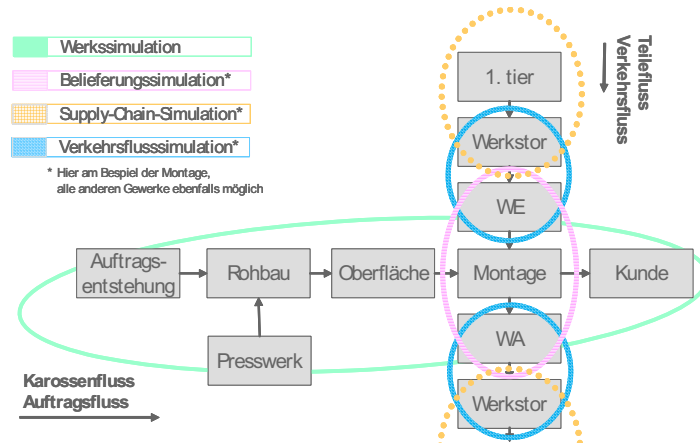 Werkssimulation
Belieferungssimulation*
Supply-Chain-Simulation*
Verkehrsflusssimulation*
* Hier am Bespiel der Montage,
alle anderen Gewerke ebenfalls möglich
Teilefluss
Verkehrsfluss
1. tier
Werkstor
WE
Auftrags-
entstehung
Rohbau
Oberfläche
Montage
Kunde
Presswerk
WA
Werkstor
Karossenfluss
Auftragsfluss